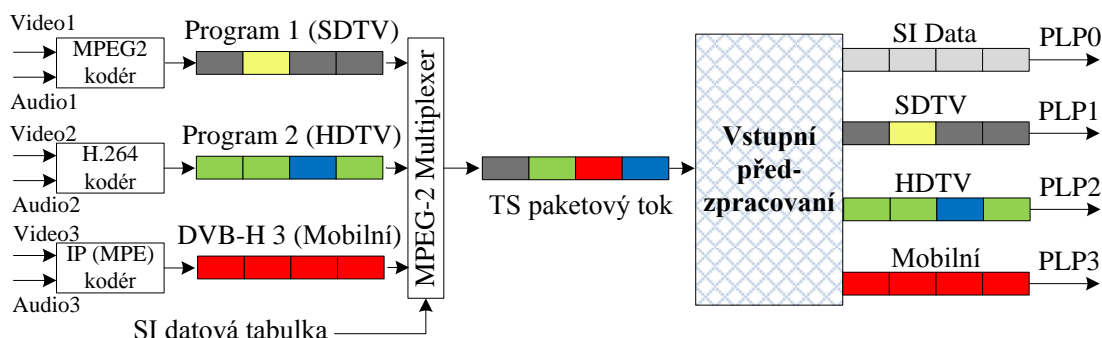 Video1
MPEG2
kodér
Audio1
Program 1 (SDTV)
Video2
H.264
kodér
Audio2
Program 2 (HDTV)
Video3
IP (MPE)
kodér
Audio3
DVB-H 3 (Mobilní)
SI datová tabulka
MPEG-2 Multiplexer
TS paketový tok
Vstupní
před-
zpracovaní
SI Data
PLP0
SDTV
PLP1
HDTV
PLP2
Mobilní
PLP3